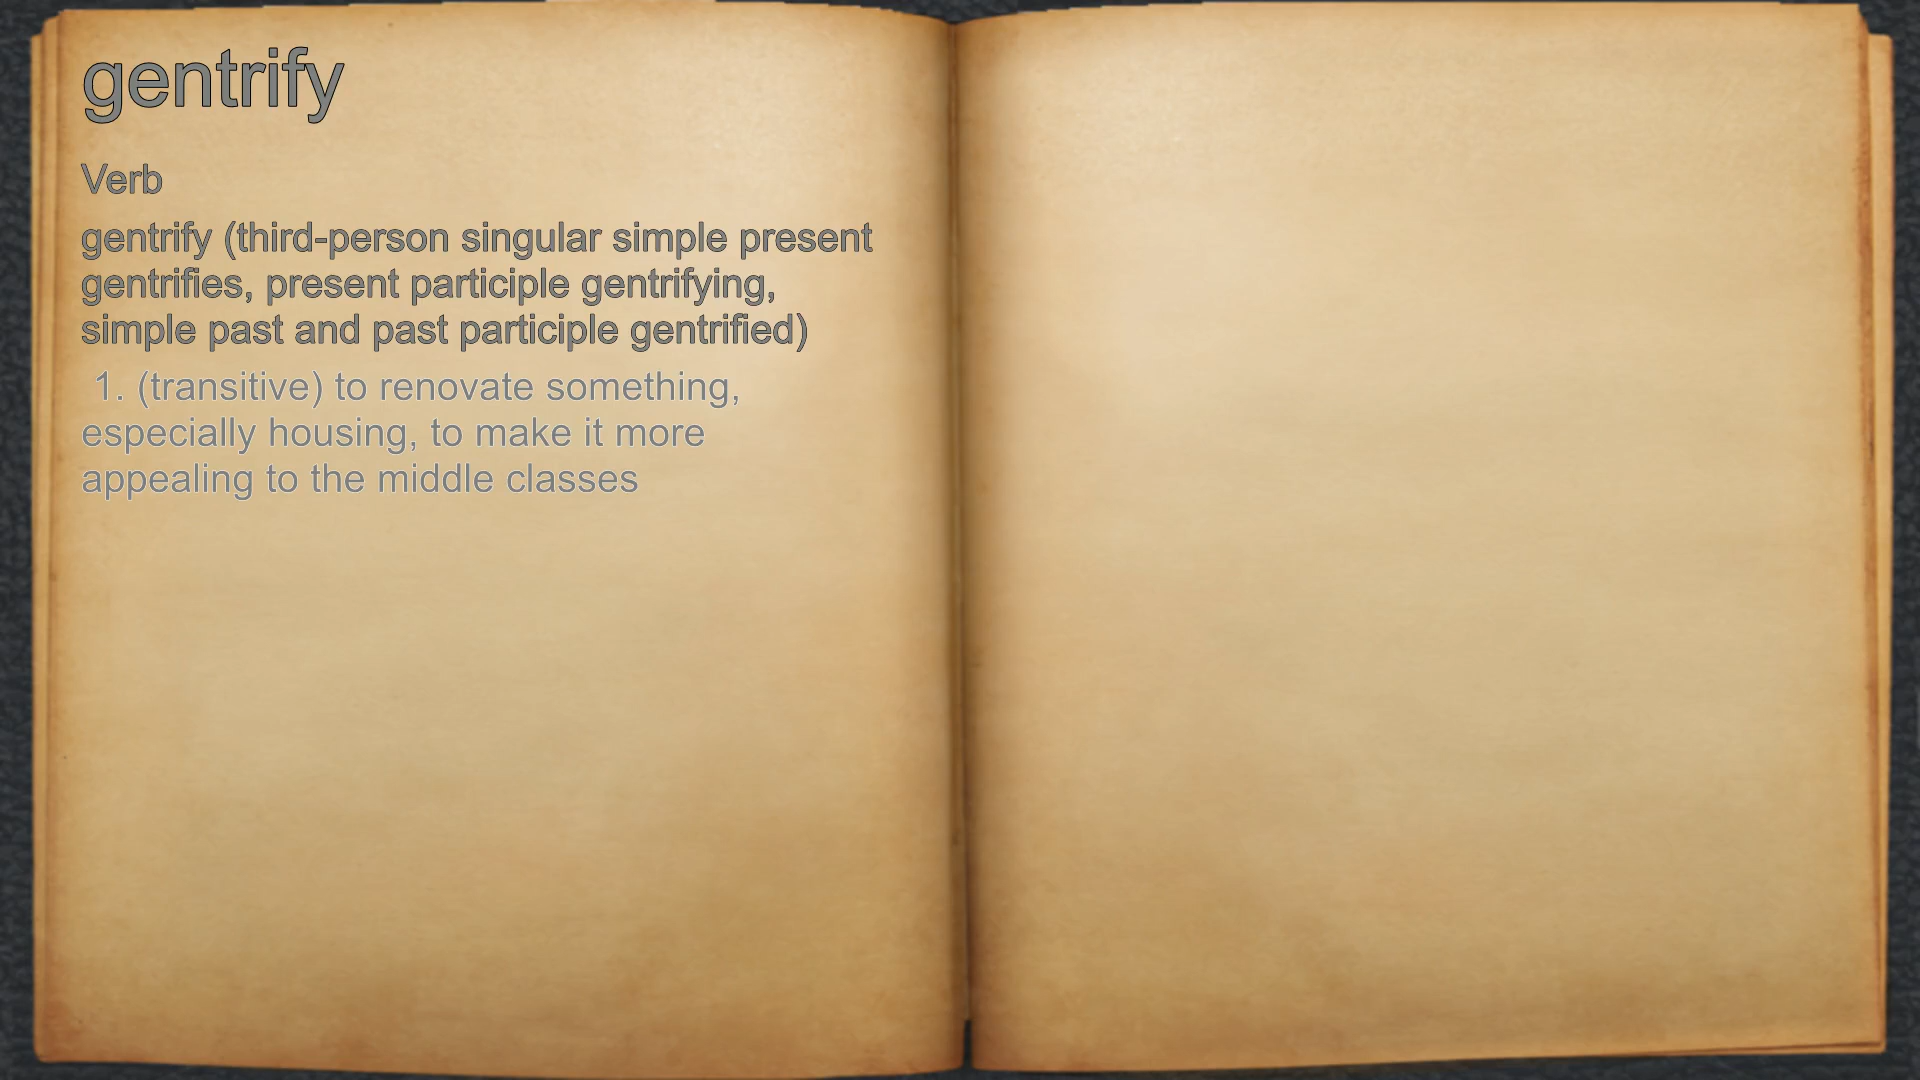 gentrify
Verb
gentrify (third-person singular simple present
gentrifies, present participle gentrifying,
simple past and past participle gentrified)
1. (transitive) to renovate something,
especially housing, to make it more
appealing to the middle classes